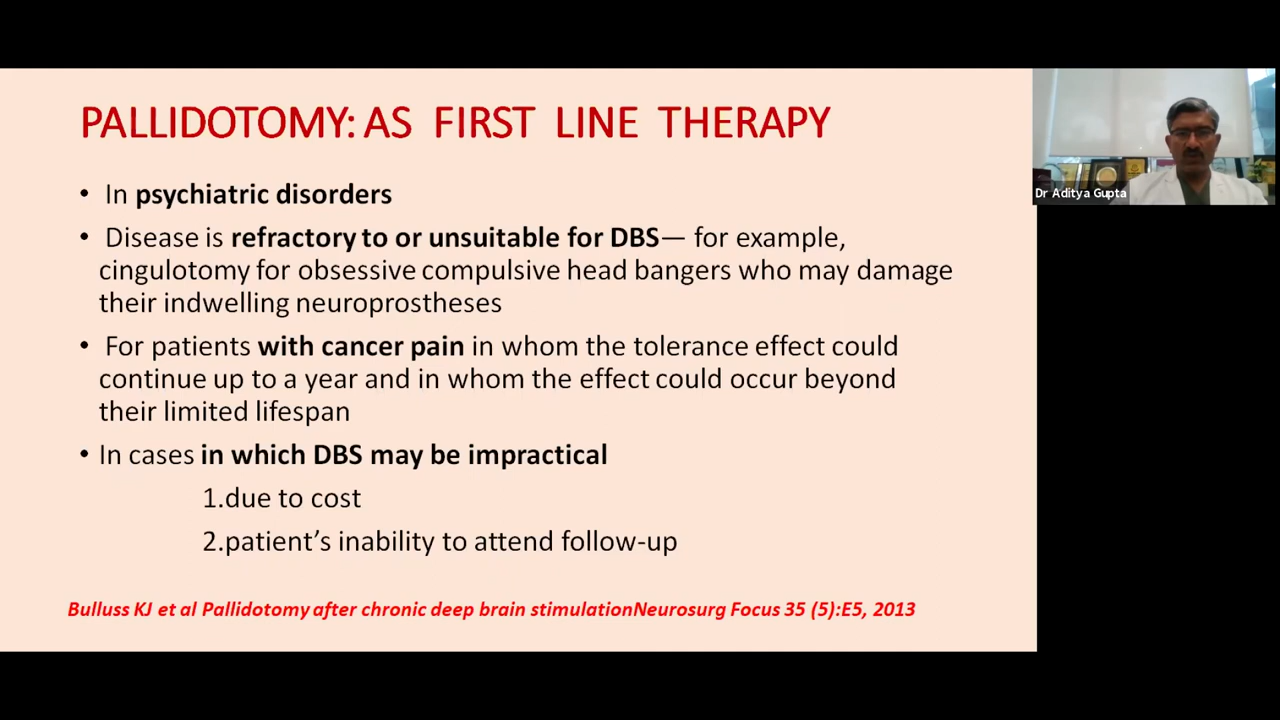 PALLIDOTOMY: AS FIRST LINE THERAPY
• In psychiatric disorders
• Disease is refractory to or unsuitable for DBS— for example,
cingulotomy for obsessive compulsive head bangers who may damage
their indwelling neuroprostheses
• For patients with cancer pain in whom the tolerance effect could
continue up to a year and in whom the effect could occur beyond
their limited lifespan
• In cases in which DBS may be impractical
1.due to cost
2.patient’s inability to attend follow-up
Bulluss KJ et al Pallidotomy after chronic deep brain stimulationNeurosurg Focus 35 (5):E5, 2013
Dr Aditya Gupta